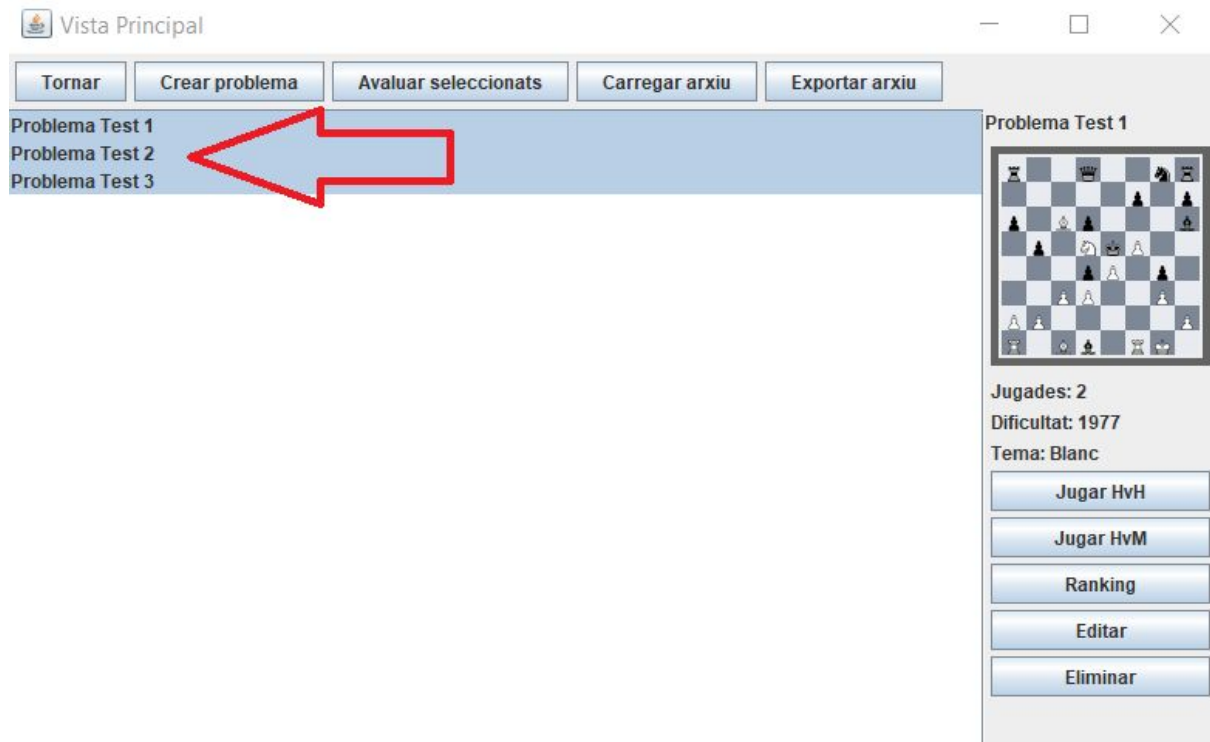 Vista Principal
Tornar Crear problema Avaluar seleccionats Carregar arxiu Exportar arxiu
Problema Test 1
Problema Test 2
Problema Test 3
Problema Test 1
Jugades: 2
Dificultat: 1977
Tema: Blanc
Jugar HvH
Jugar HvM
Ranking
Editar
Eliminar